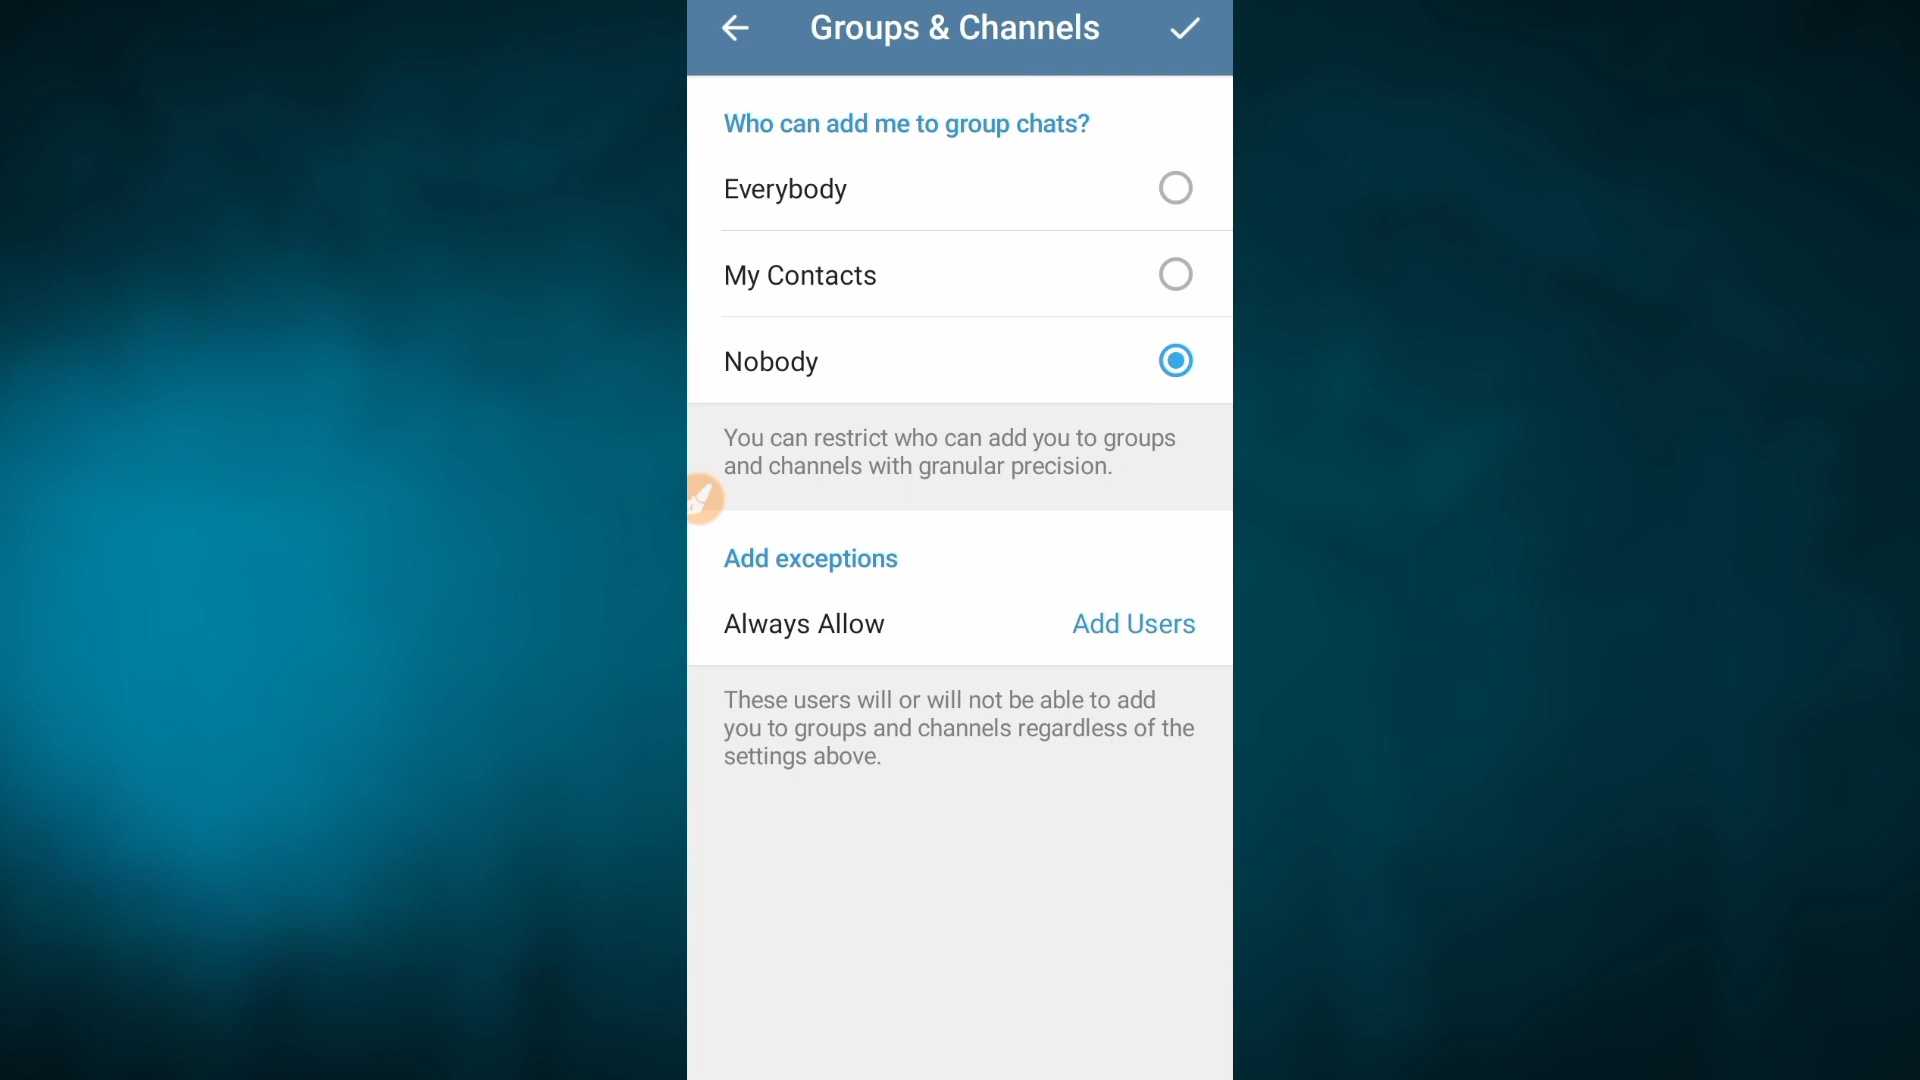 Groups & Channels
Who can add me to group chats?
Everybody
My Contacts
Nobody
You can restrict who can add you to groups
and channels with granular precision.
Add exceptions
Always Allow
Add Users
These users will or will not be able to add
you to groups and channels regardless of the
settings above.